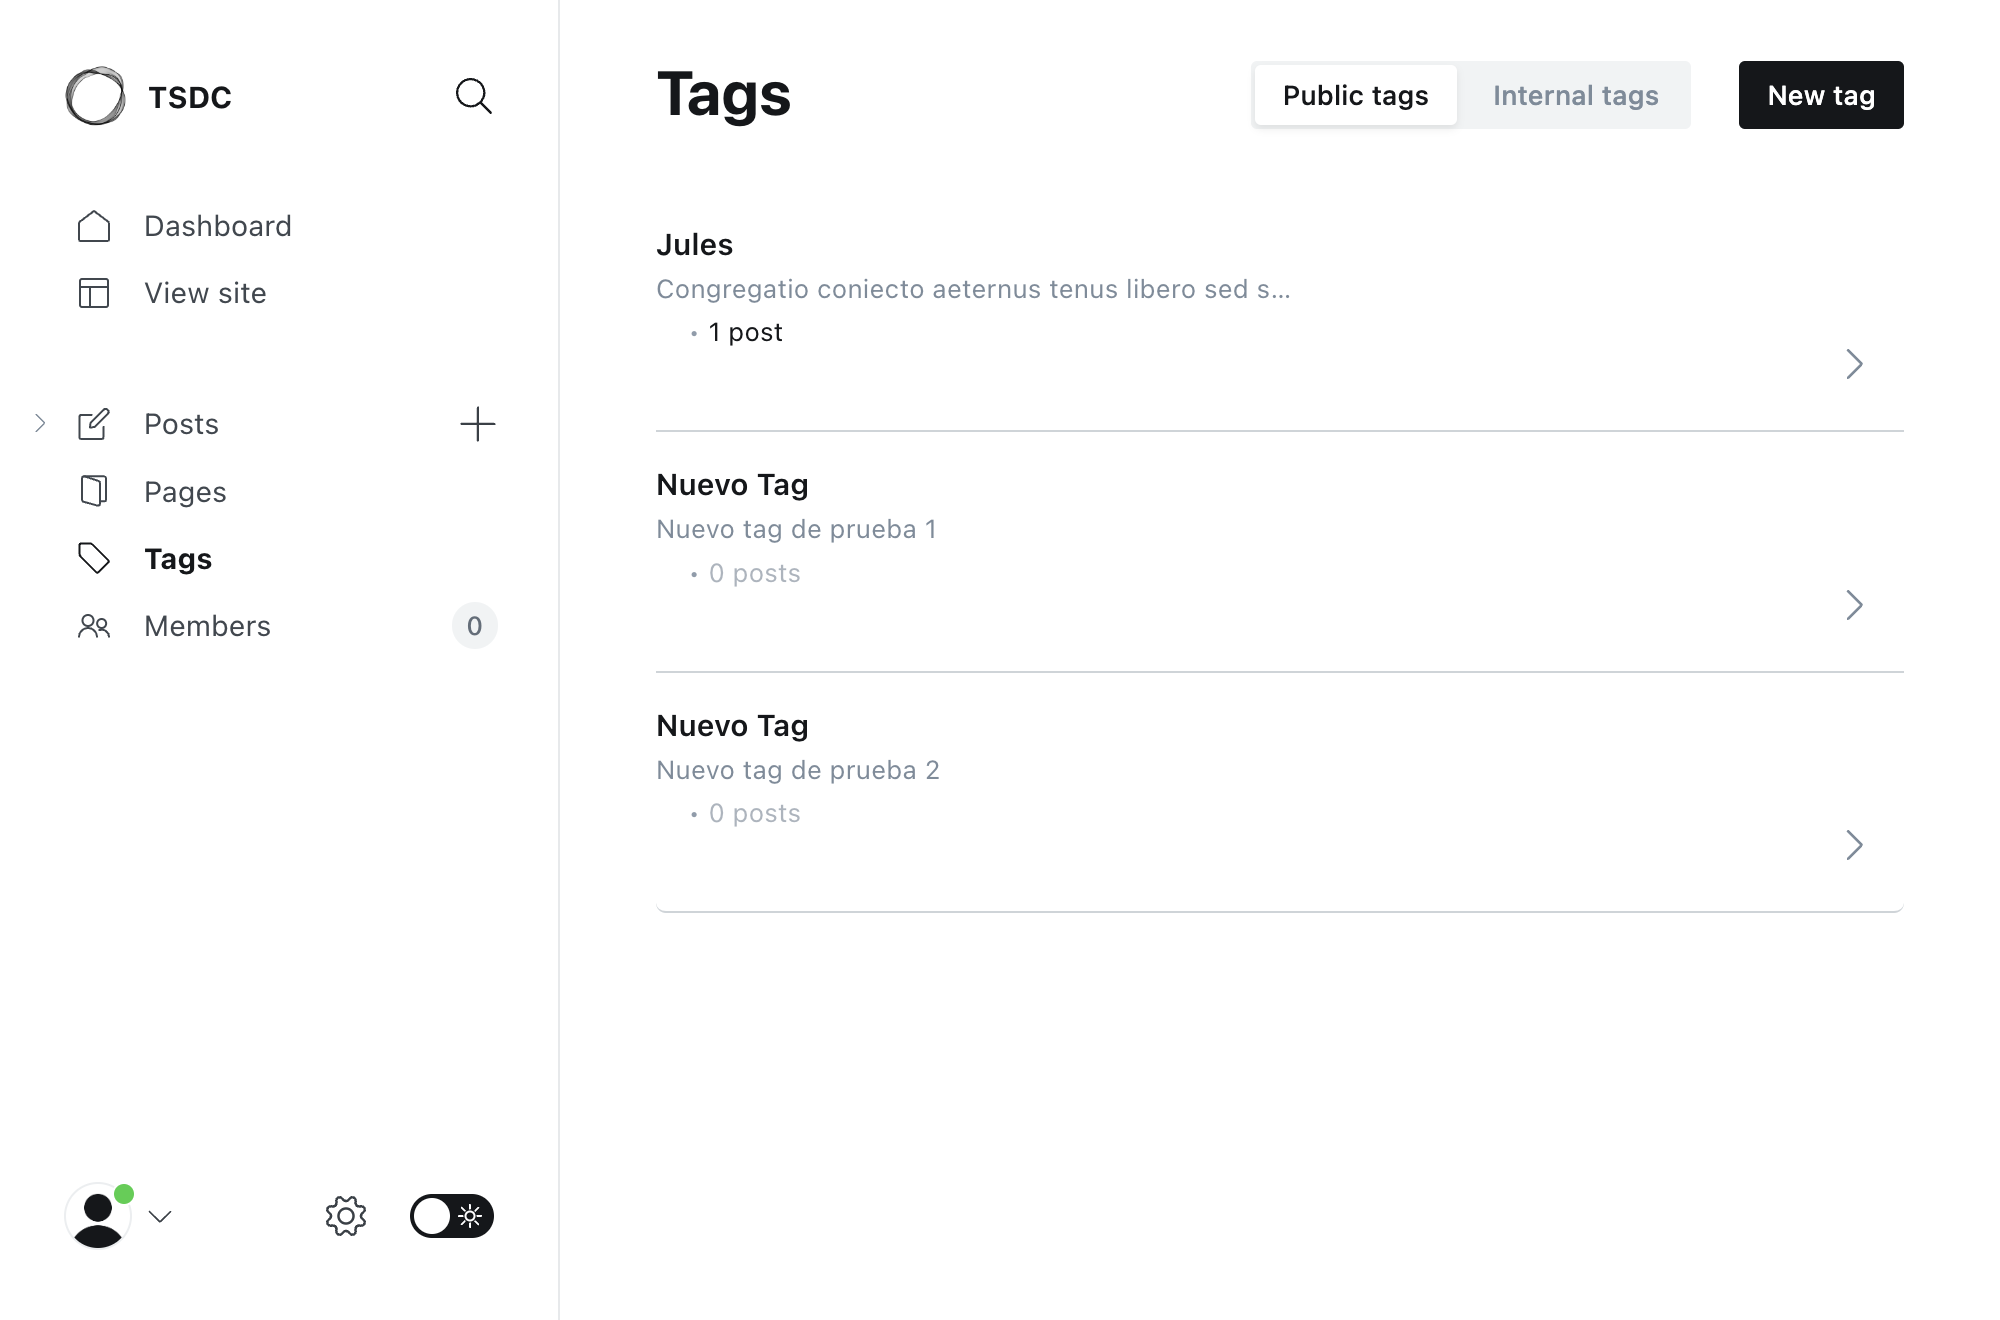 TSDC
Dashboard
View site
Posts
Pages
Tags
Members
0
Tags
Public tags
Internal tags
New tag
Jules
Congregatio coniecto aeternus tenus libero sed s...
• 1 post
Nuevo Tag
Nuevo tag de prueba 1
• 0 posts
Nuevo Tag
Nuevo tag de prueba 2
• 0 posts